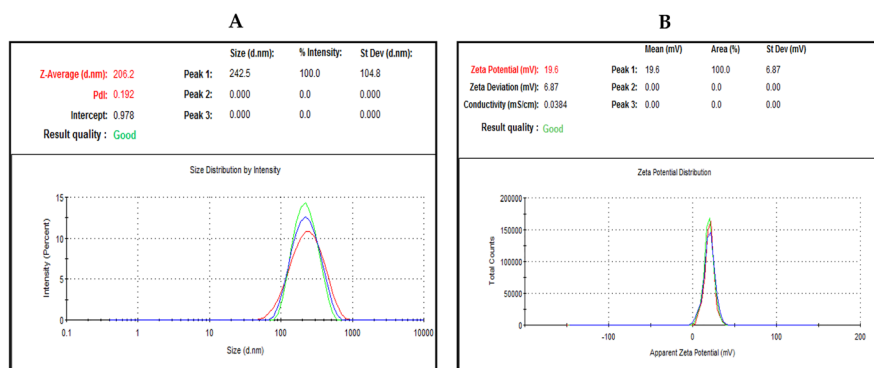 A
Size (d.nm): % Intensity: St Dev (d.nm):
Z-Average (d.nm): 206.2 Peak 1: 242.5 100.0 104.8
PdI: 0.192 Peak 2: 0.000 0.0 0.000
Intercept: 0.978 Peak 3: 0.000 0.0 0.000
Result quality : Good
Size Distribution by Intensity
Intensity (Percent)
15
10
5
0
0.1 1 10 100 1000 10000
Size (d.nm)
B
Mean (mV) Area (%) St Dev (mV)
Zeta Potential (mV): 19.6 Peak 1: 19.6 100.0 6.87
Zeta Deviation (mV): 6.87 Peak 2: 0.00 0.0 0.00
Conductivity (mS/cm): 0.0384 Peak 3: 0.00 0.0 0.00
Result quality : Good
Zeta Potential Distribution
Total Counts
200000
150000
100000
50000
0
-100 0 100 200
Apparent Zeta Potential (mV)